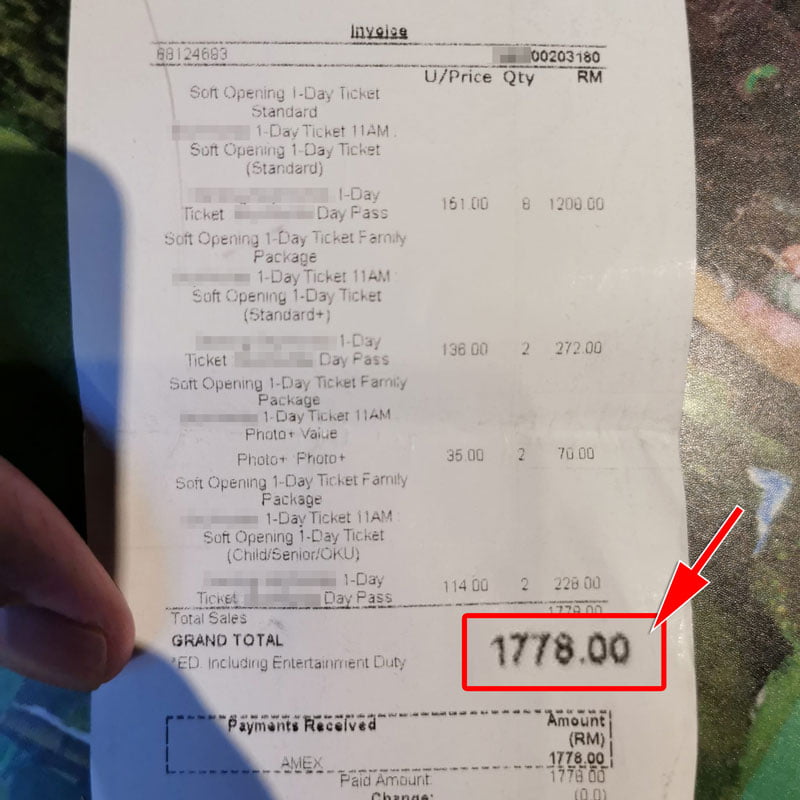 Invoice
88124683 00203180
U/Price Qty RM
Soft Opening 1-Day Ticket
Standard
1-Day Ticket 11AM :
Soft Opening 1-Day Ticket
(Standard)
1-Day
Ticket Day Pass 151.00 8 1208.00
Soft Opening 1-Day Ticket Family
Package
1-Day Ticket 11AM :
Soft Opening 1-Day Ticket
(Standard+)
1-Day
Ticket Day Pass 136.00 2 272.00
Soft Opening 1-Day Ticket Family
Package
1-Day Ticket 11AM
Photo+ Value
Photo+ Photo+ 35.00 2 70.00
Soft Opening 1-Day Ticket Family
Package
1-Day Ticket 11AM :
Soft Opening 1-Day Ticket
(Child/Senior/OKU)
1-Day
Ticket Day Pass 114.00 2 228.00
Total Sales 1778.00
GRAND TOTAL 1778.00
*ED. Including Entertainment Duty
Payments Received Amount
(RM)
AMEX 1778.00
Paid Amount: 1778.00
Change: (0.0)